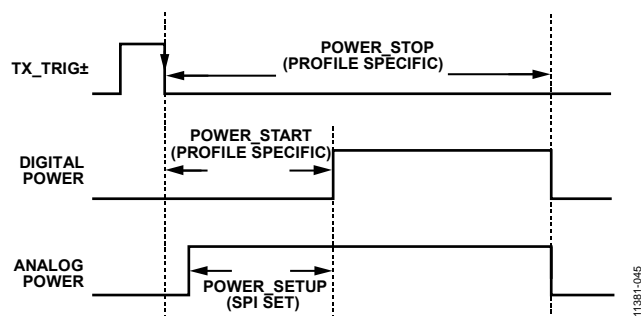 TX_TRIG±
POWER_STOP
(PROFILE SPECIFIC)
POWER_START
(PROFILE SPECIFIC)
DIGITAL
POWER
ANALOG
POWER
POWER_SETUP
(SPI SET)
11381-045